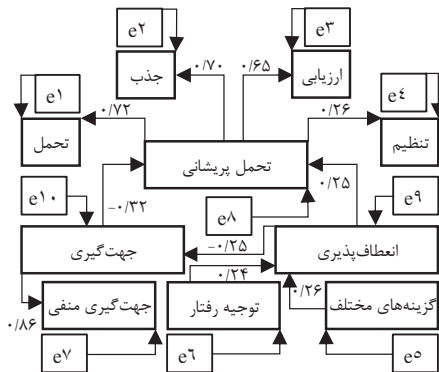 e۲
e۳
جذب
ارزیابی
e۱
۰/۷۰
۰/۶۵
e۴
۰/۷۲
۰/۲۶
تحمل
تنظیم
تحمل پریشانی
e۱۰
-۰/۳۲
e۸
۰/۲۵
e۹
جهت‌گیری
-۰/۲۵
انعطاف‌پذیری
۰/۲۴
۰/۲۶
جهت‌گیری منفی
توجیه رفتار
گزینه‌های مختلف
۰/۸۶
e۷
e۶
e۵